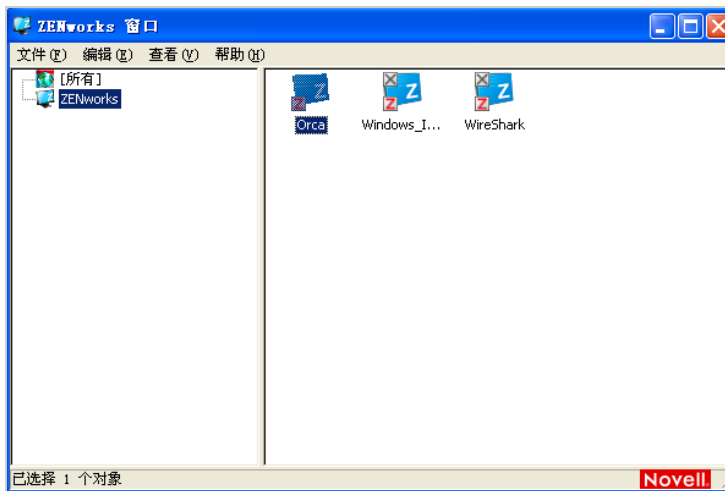 ZENworks 窗口
文件(F) 编辑(E) 查看(V) 帮助(H)
[所有]
ZENworks
Orca
Windows_I...
WireShark
已选择 1 个对象
Novell.